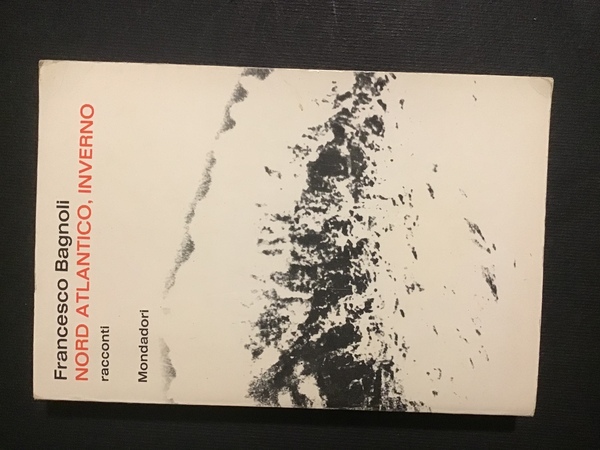 Francesco Bagnoli
NORD ATLANTICO, INVERNO
racconti
Mondadori